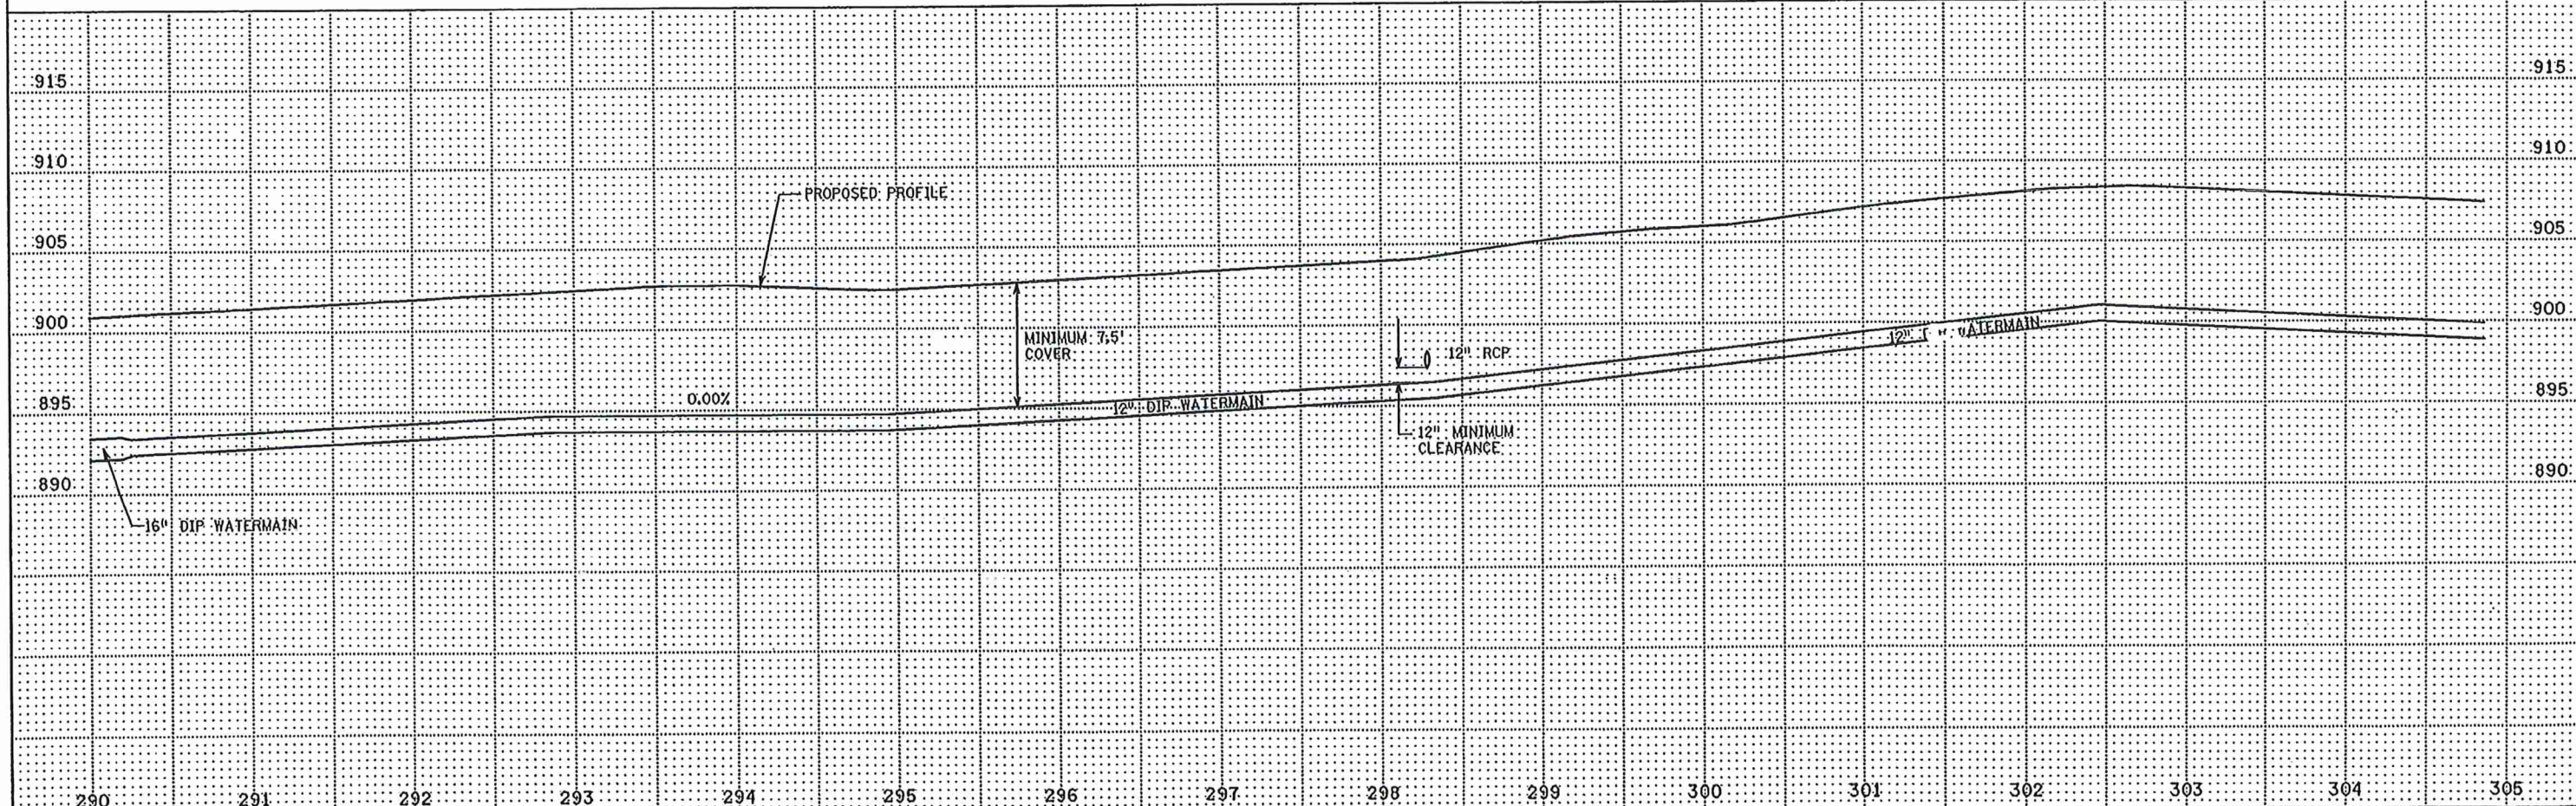 915 915
910 910
PROPOSED PROFILE
905 905
900 900
MINIMUM 7.5'
COVER
12" WATERMAIN
12" RCP
895 895
0.00%
12" DIP WATERMAIN
12" MINIMUM
CLEARANCE
890 890
16" DIP WATERMAIN
290 291 292 293 294 295 296 297 298 299 300 301 302 303 304 305